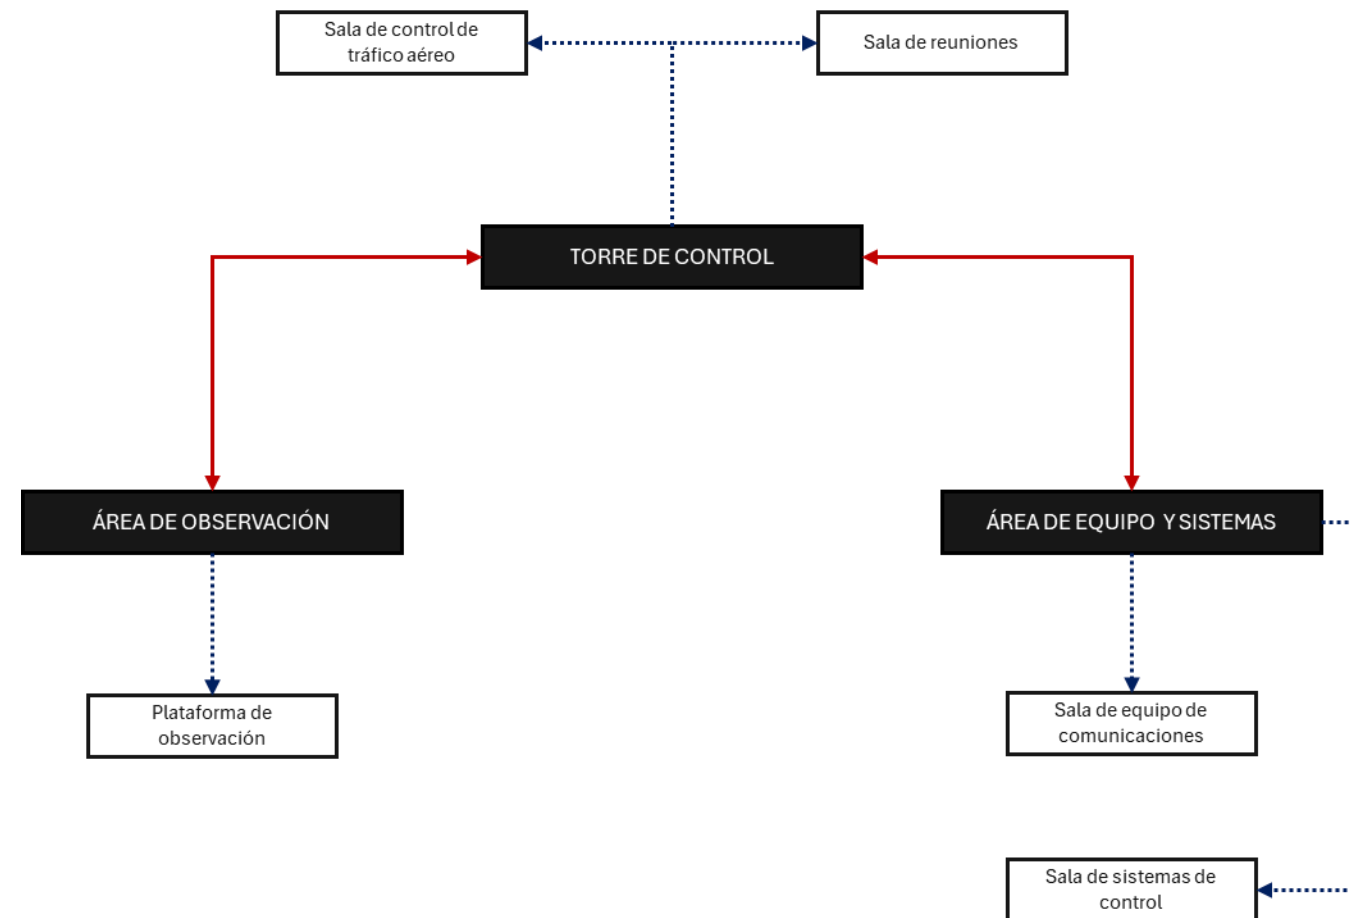 Sala de control de
tráfico aéreo
Sala de reuniones
TORRE DE CONTROL
ÁREA DE OBSERVACIÓN
ÁREA DE EQUIPO Y SISTEMAS
Plataforma de
observación
Sala de equipo de
comunicaciones
Sala de sistemas de
control